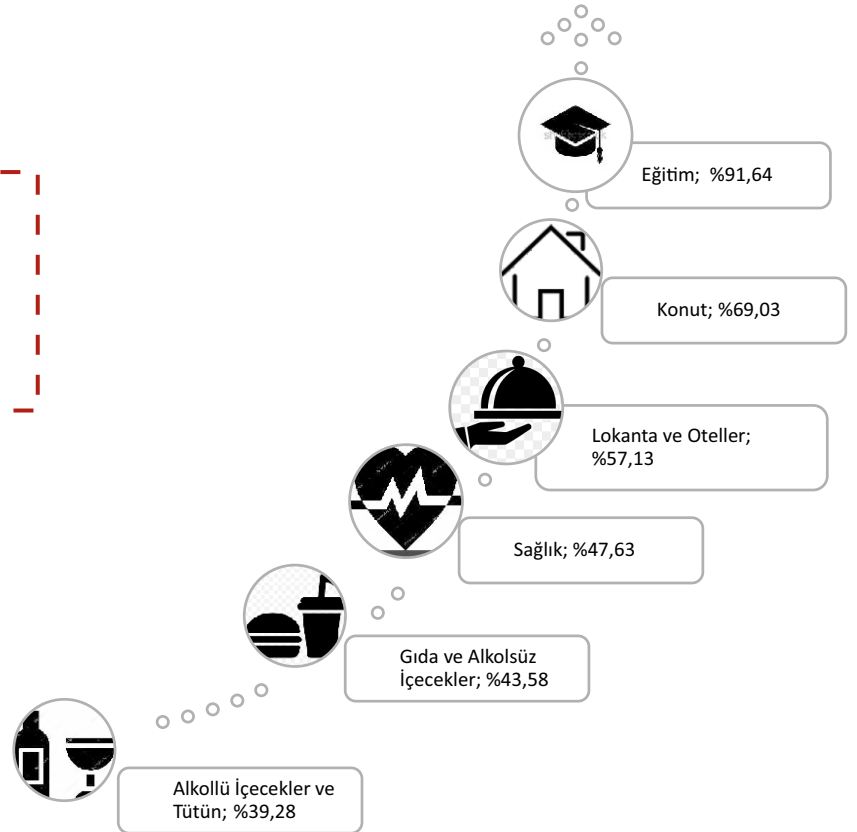 Eğitim; %91,64
Konut; %69,03
Lokanta ve Oteller;
%57,13
Sağlık; %47,63
Gıda ve Alkolsüz
İçecekler; %43,58
Alkollü İçecekler ve
Tütün; %39,28